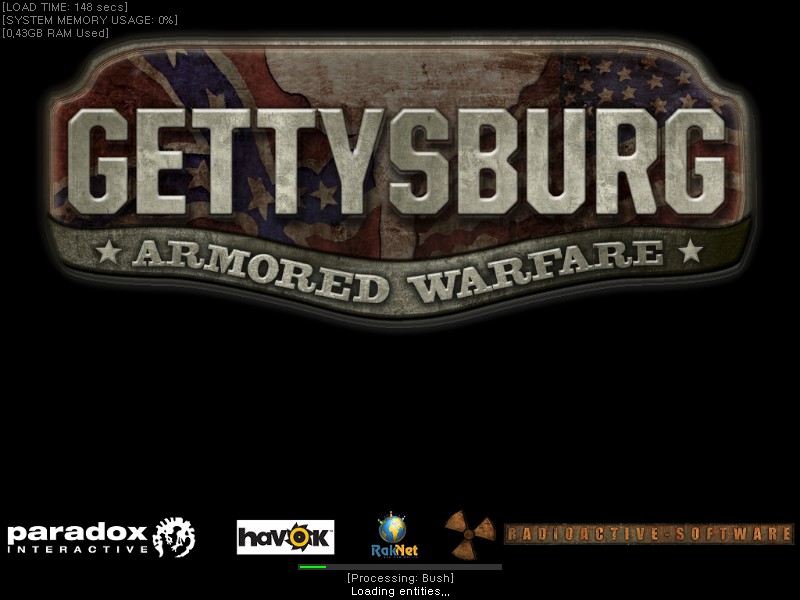 [LOAD TIME: 148 secs]
[SYSTEM MEMORY USAGE: 0%]
[0,43GB RAM Used]
GETTYSBURG
ARMORED WARFARE
paradox
INTERACTIVE
havok
RakNet
RADIOACTIVE-SOFTWARE
[Processing: Bush]
Loading entities,,,